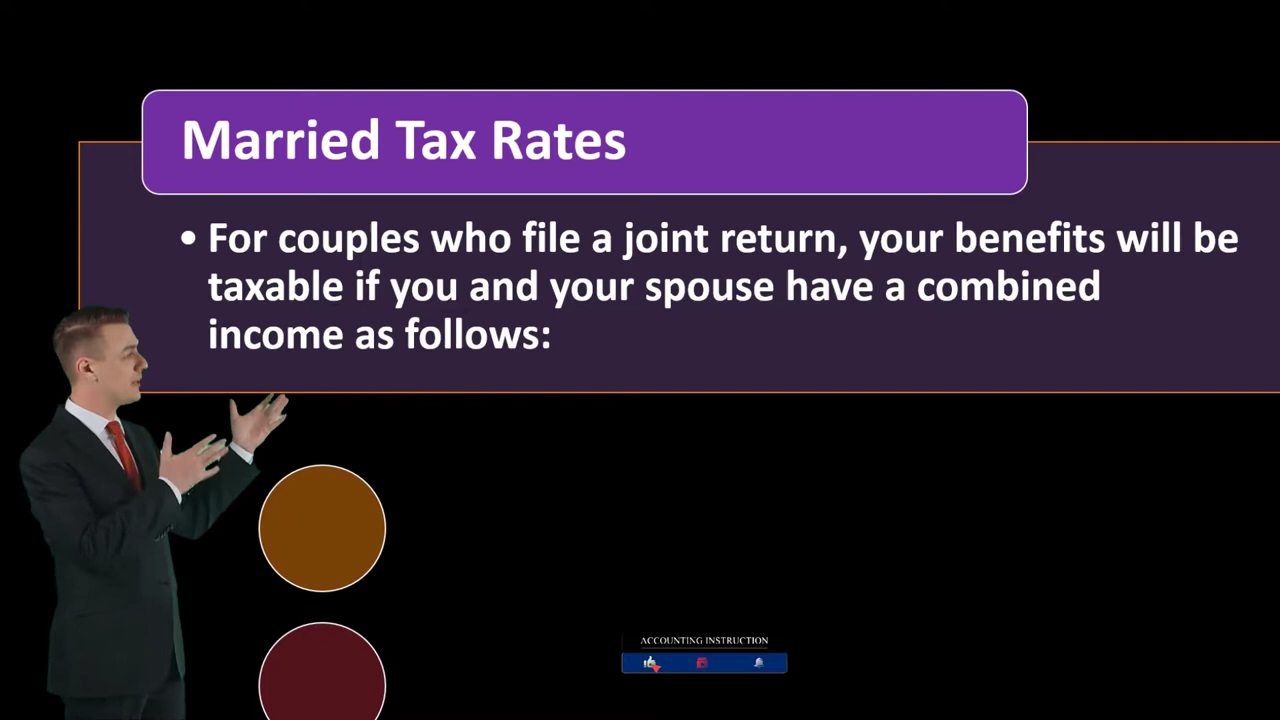 Married Tax Rates
• For couples who file a joint return, your benefits will be
taxable if you and your spouse have a combined
income as follows:
ACCOUNTING INSTRUCTION